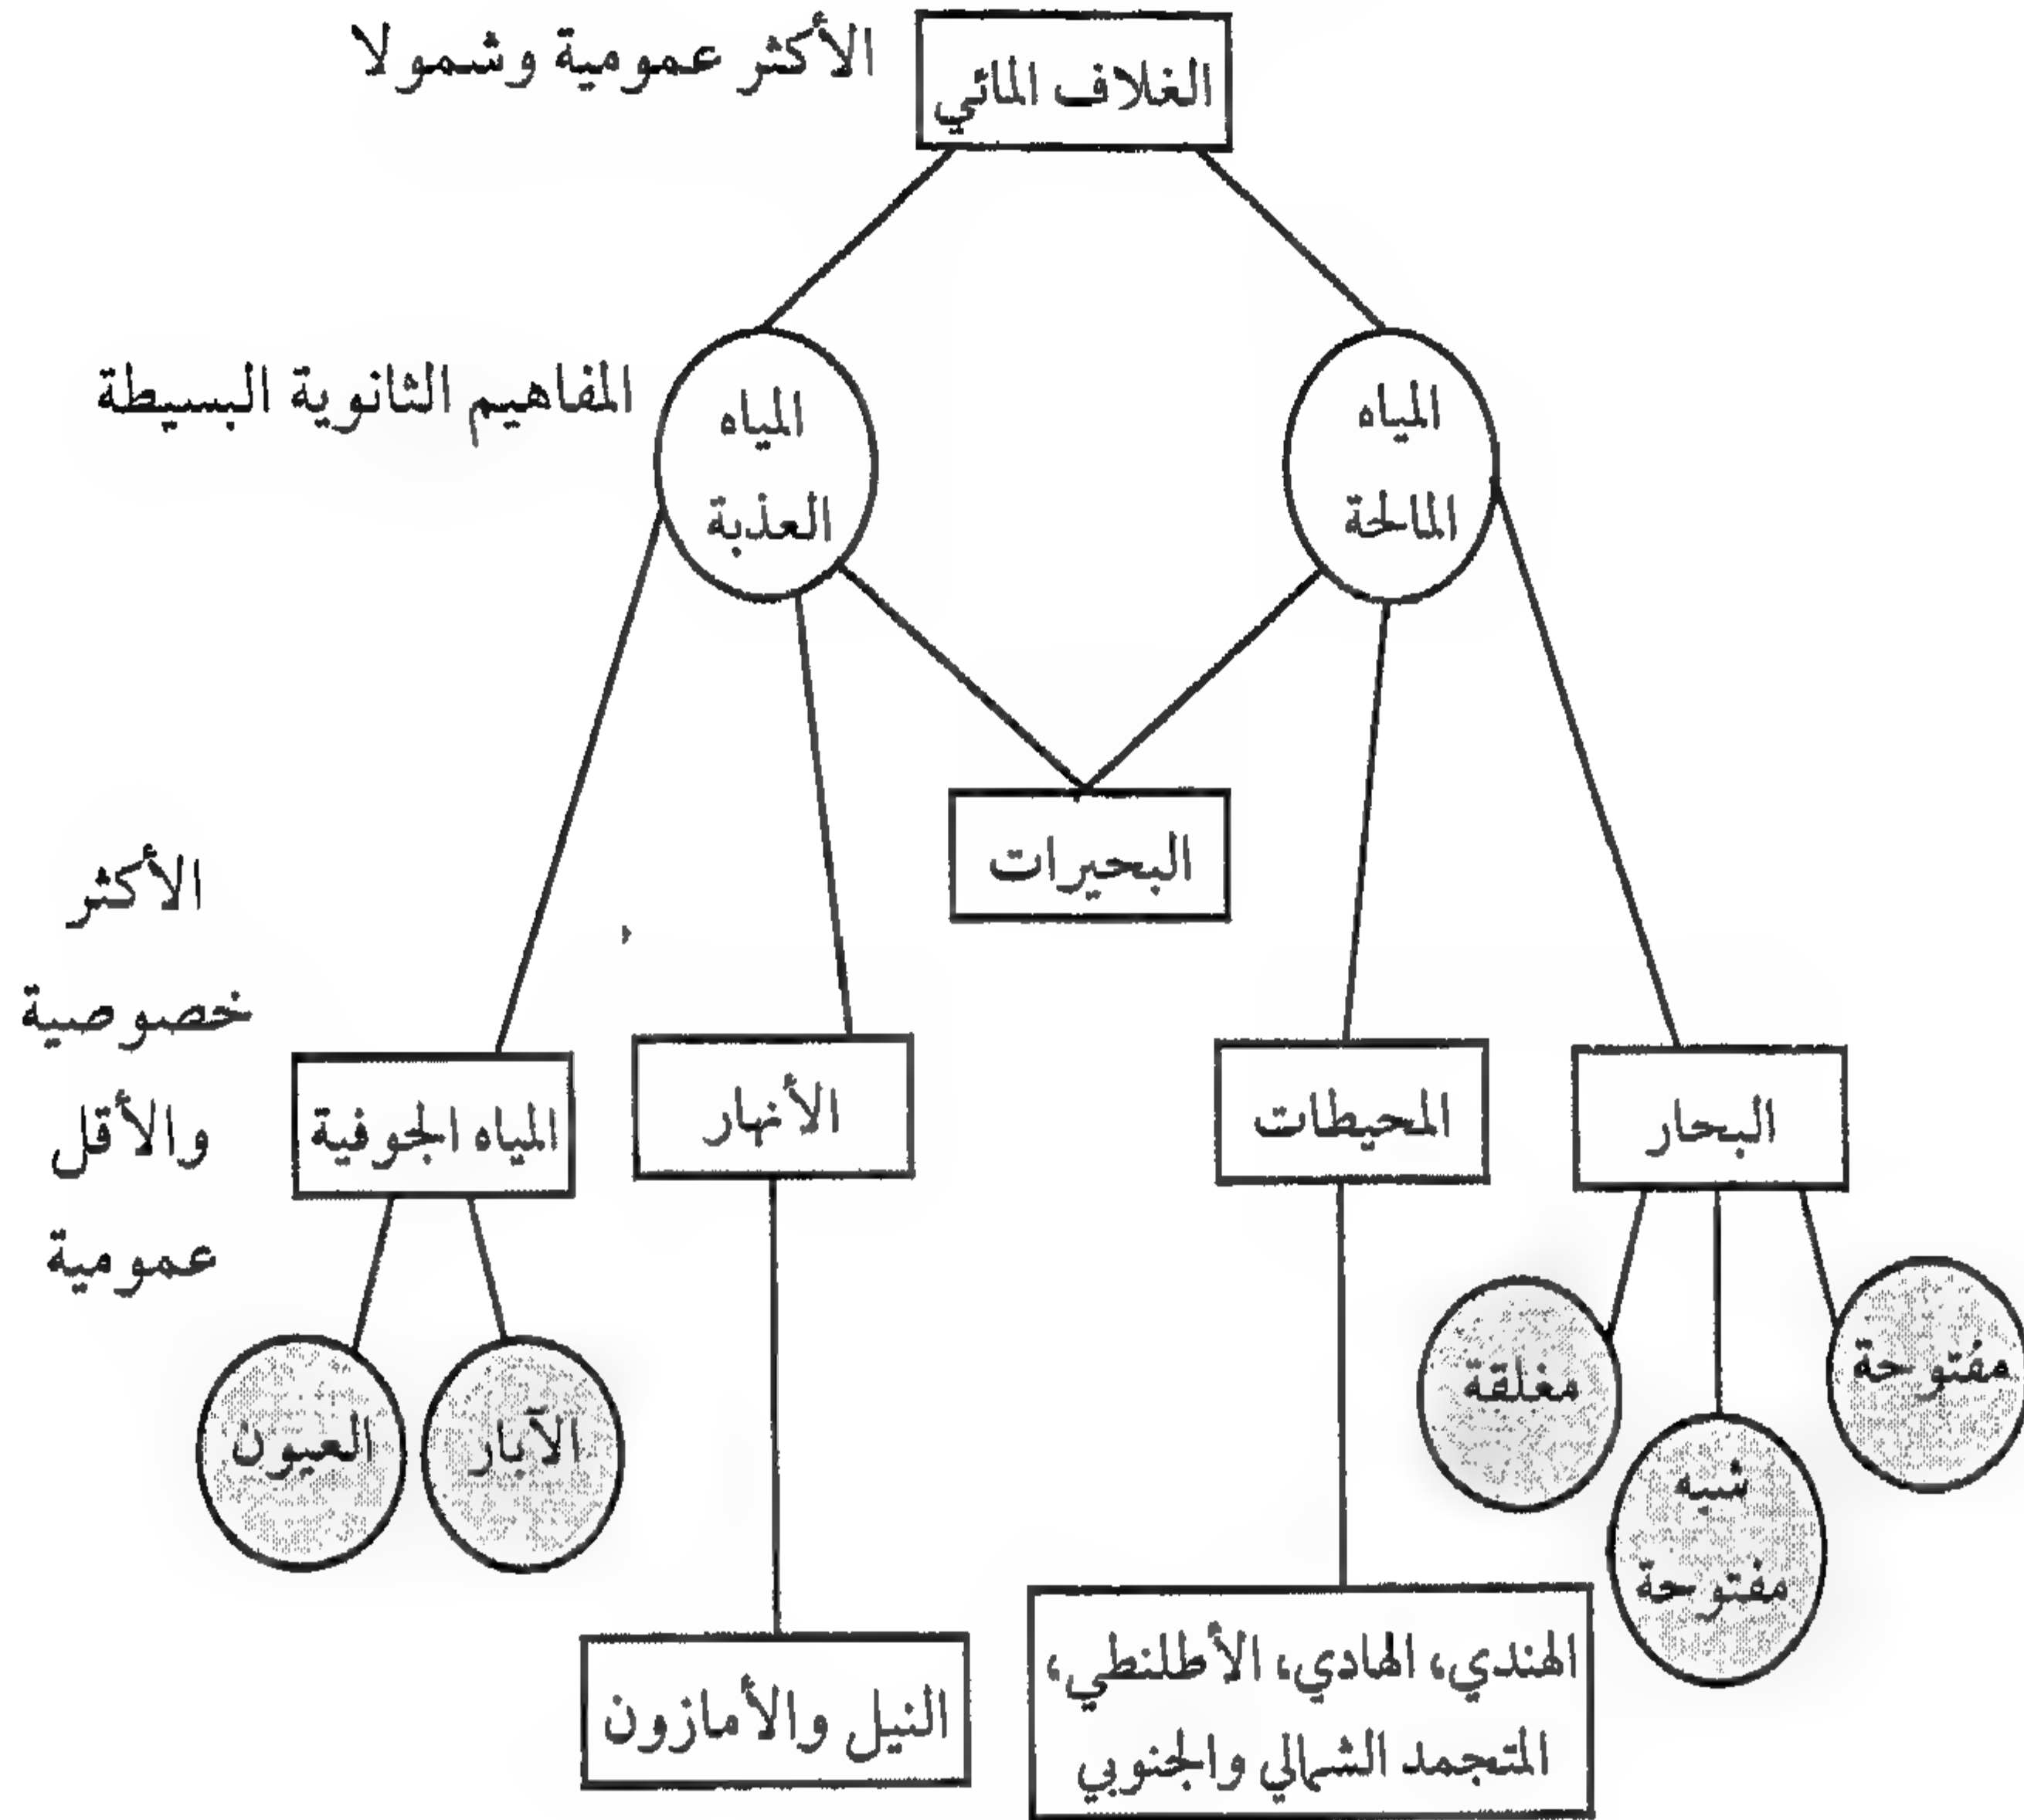 الغلاف المائي
الأكثر عمومية وشمولا
المياه
المالحة
المياه
العذبة
المفاهيم الثانوية البسيطة
البحيرات
الأكثر
خصوصية
والأقل
عمومية
البحار
المحيطات
الأنهار
المياه الجوفية
مفتوحة
شبه
مفتوحة
مغلقة
الآبار
العيون
الهندي، الهادي، الأطلنطي،
المتجمد الشمالي والجنوبي
النيل والأمازون